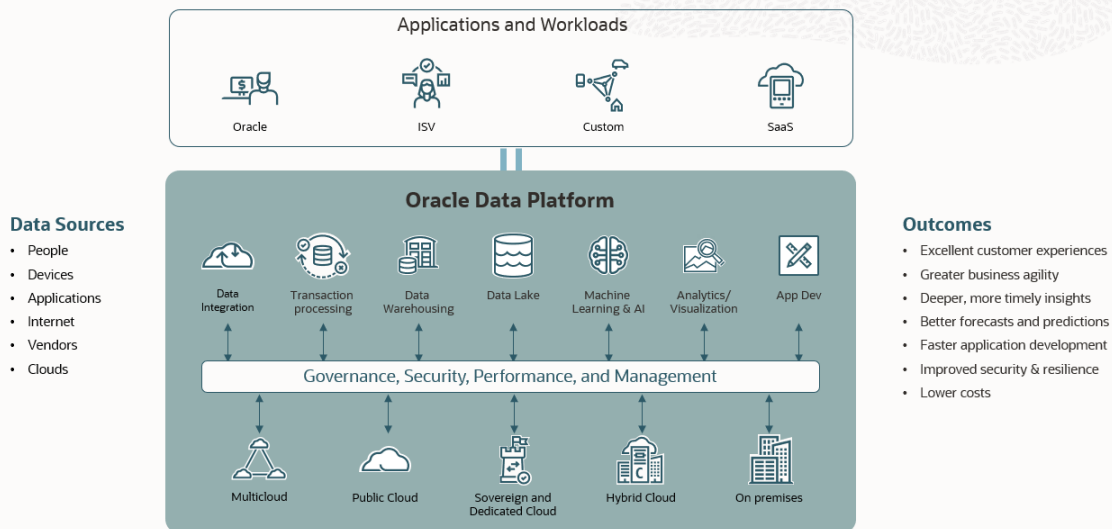 Applications and Workloads
Oracle
ISV
Custom
SaaS
Oracle Data Platform
Data Sources
• People
• Devices
• Applications
• Internet
• Vendors
• Clouds
Data
Integration
Transaction
processing
Data
Warehousing
Data Lake
Machine
Learning & AI
Analytics/
Visualization
App Dev
Governance, Security, Performance, and Management
Multicloud
Public Cloud
Sovereign and
Dedicated Cloud
Hybrid Cloud
On premises
Outcomes
• Excellent customer experiences
• Greater business agility
• Deeper, more timely insights
• Better forecasts and predictions
• Faster application development
• Improved security & resilience
• Lower costs